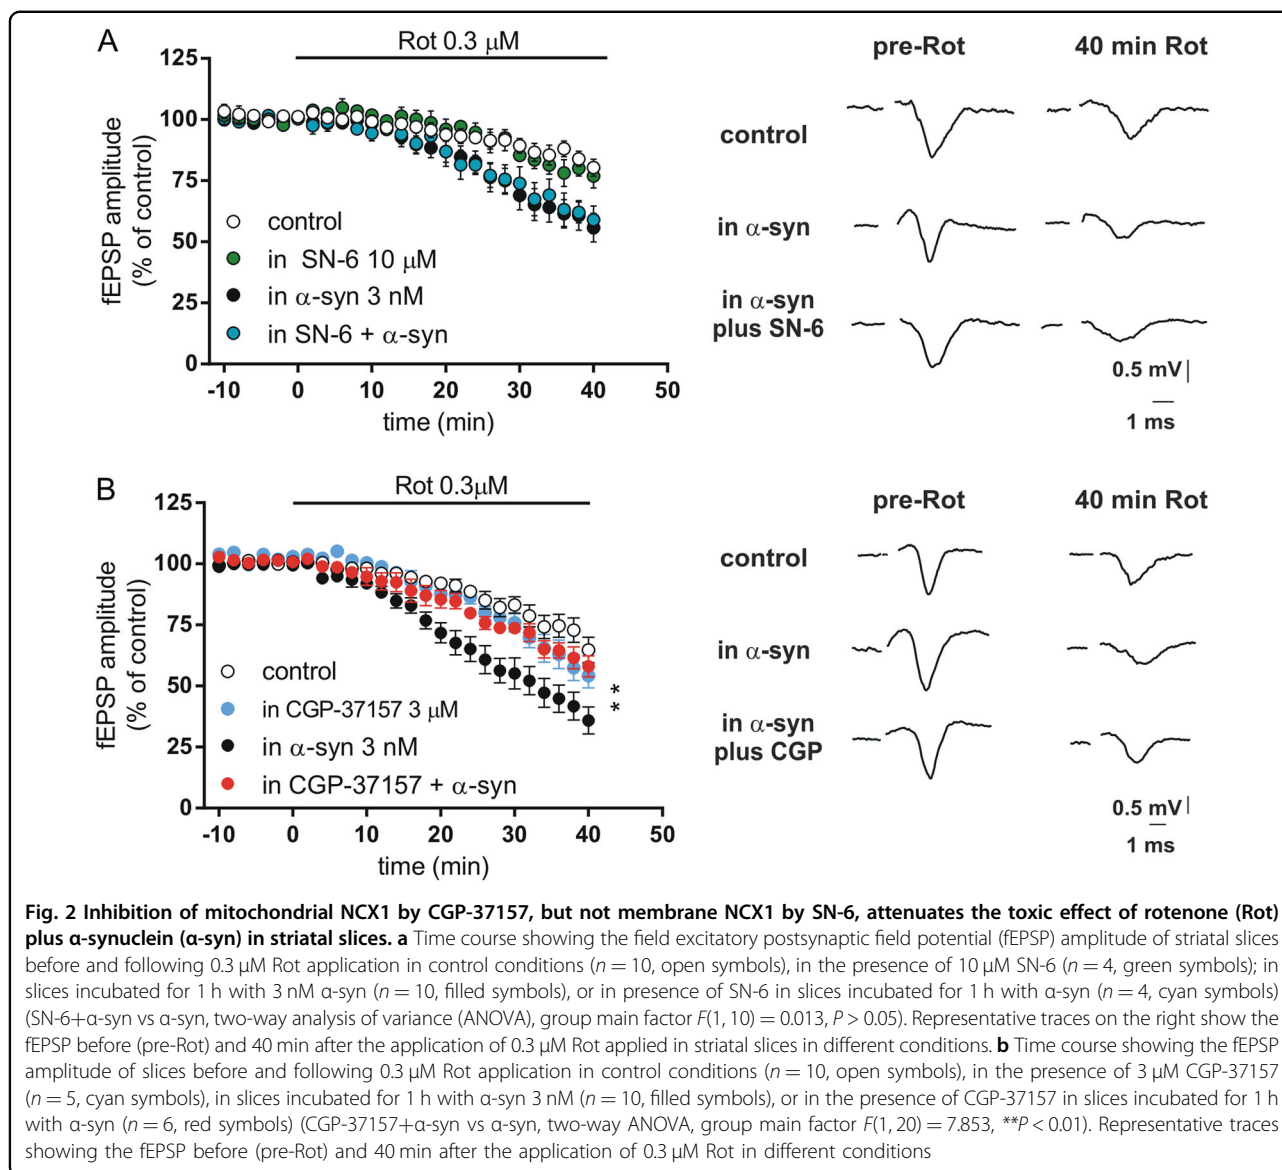 A
Rot 0.3 μM
125
100
75
50
25
0
fEPSP amplitude
(% of control)
control
in SN-6 10 μM
in α-syn 3 nM
in SN-6 + α-syn
-10 0 10 20 30 40 50
time (min)
pre-Rot 40 min Rot
control
in α-syn
in α-syn
plus SN-6
0.5 mV
1 ms
B
Rot 0.3μM
125
100
75
50
25
0
fEPSP amplitude
(% of control)
control
in CGP-37157 3 μM
in α-syn 3 nM
in CGP-37157 + α-syn
**
-10 0 10 20 30 40 50
time (min)
pre-Rot 40 min Rot
control
in α-syn
in α-syn
plus CGP
0.5 mV
1 ms
Fig. 2 Inhibition of mitochondrial NCX1 by CGP-37157, but not membrane NCX1 by SN-6, attenuates the toxic effect of rotenone (Rot)
plus α-synuclein (α-syn) in striatal slices. a Time course showing the field excitatory postsynaptic field potential (fEPSP) amplitude of striatal slices
before and following 0.3 μM Rot application in control conditions (n = 10, open symbols), in the presence of 10 μM SN-6 (n = 4, green symbols); in
slices incubated for 1 h with 3 nM α-syn (n = 10, filled symbols), or in presence of SN-6 in slices incubated for 1 h with α-syn (n = 4, cyan symbols)
(SN-6+α-syn vs α-syn, two-way analysis of variance (ANOVA), group main factor F(1, 10) = 0.013, P > 0.05). Representative traces on the right show the
fEPSP before (pre-Rot) and 40 min after the application of 0.3 μM Rot applied in striatal slices in different conditions. b Time course showing the fEPSP
amplitude of slices before and following 0.3 μM Rot application in control conditions (n = 10, open symbols), in the presence of 3 μM CGP-37157
(n = 5, cyan symbols), in slices incubated for 1 h with α-syn 3 nM (n = 10, filled symbols), or in the presence of CGP-37157 in slices incubated for 1 h
with α-syn (n = 6, red symbols) (CGP-37157+α-syn vs α-syn, two-way ANOVA, group main factor F(1, 20) = 7.853, **P < 0.01). Representative traces
showing the fEPSP before (pre-Rot) and 40 min after the application of 0.3 μM Rot in different conditions